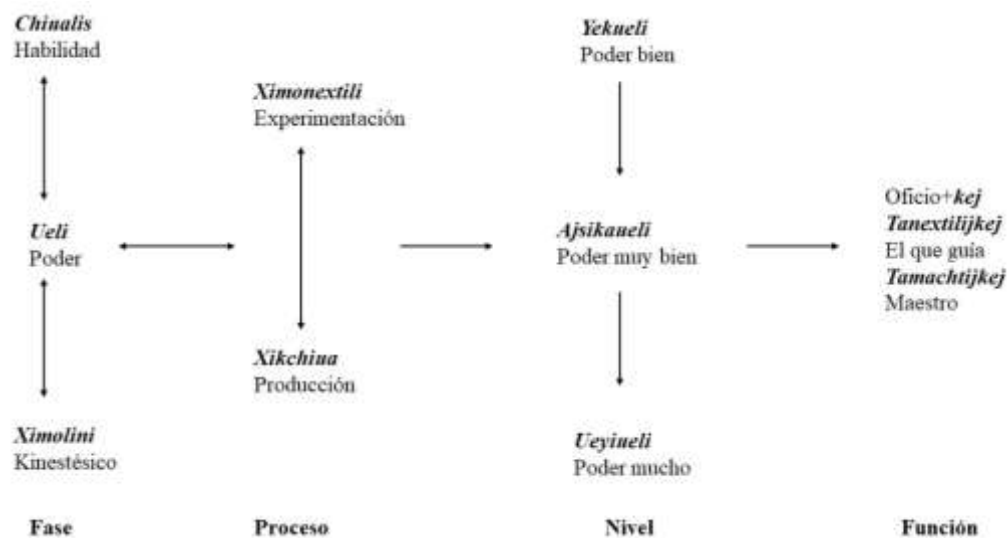 Chinalis
Habilidad
Ueli
Poder
Ximolini
Kinestésico
Fase
Ximonextili
Experimentación
Xikchiua
Producción
Proceso
Yekueli
Poder bien
Ajsikaueli
Poder muy bien
Ueyiueli
Poder mucho
Nivel
Oficio+kej
Tanextilijkej
El que guía
Tamachtijkej
Maestro
Función